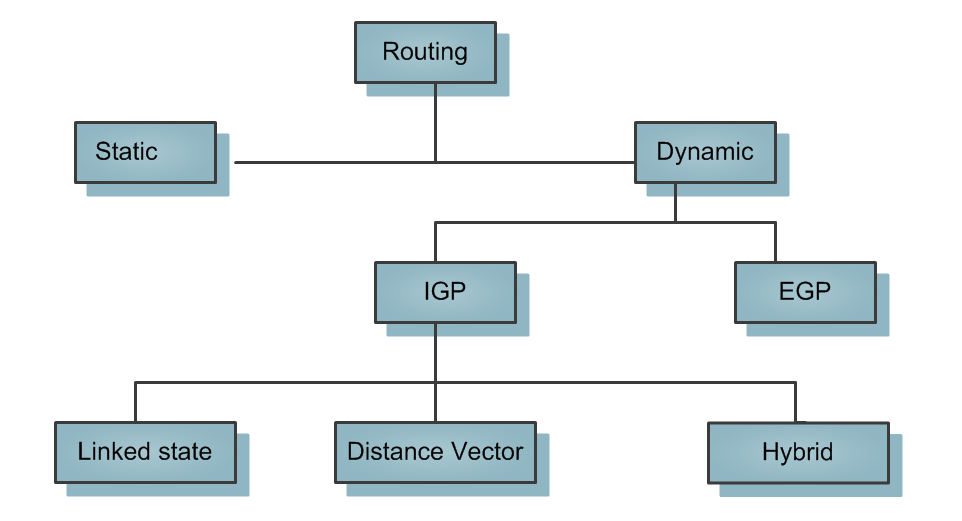 Routing
Static
Dynamic
IGP
EGP
Linked state
Distance Vector
Hybrid